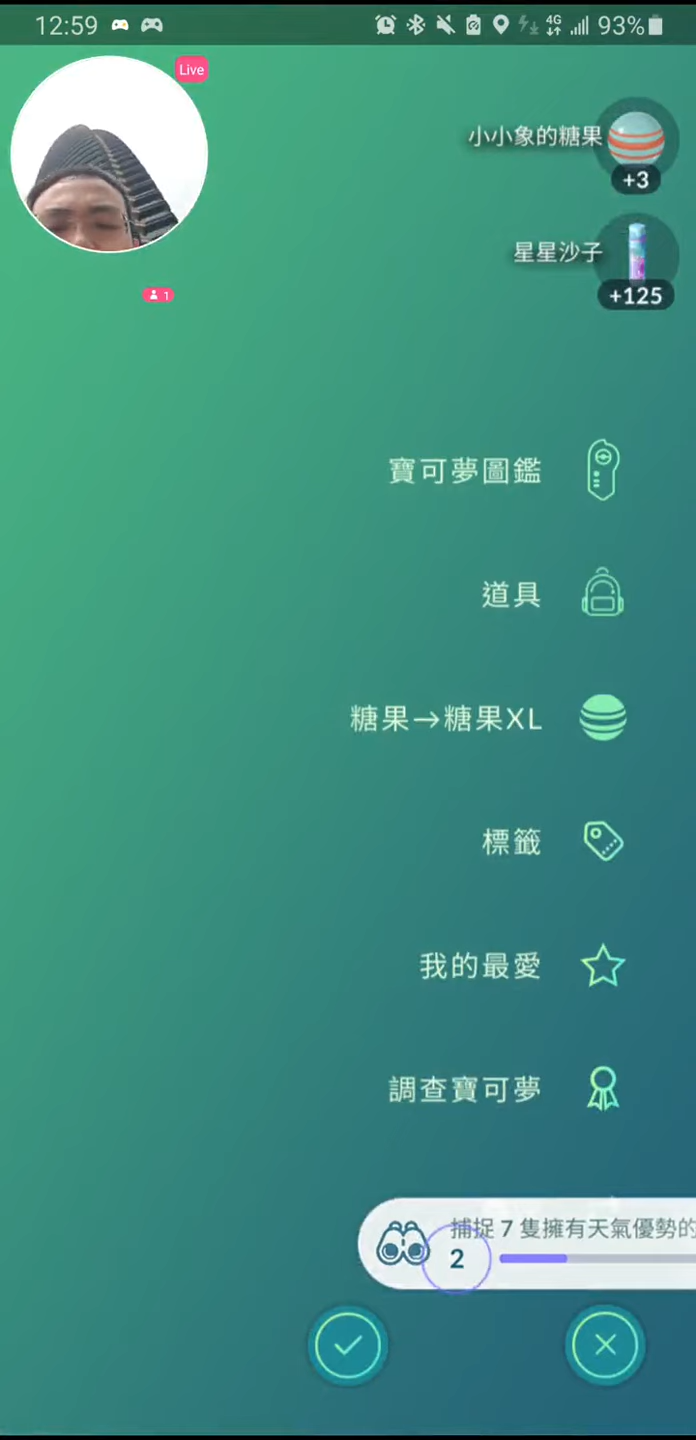 12:59
4G
93%
Live
小小象的糖果
+3
星星沙子
+125
1
寶可夢圖鑑
道具
糖果→糖果XL
標籤
我的最愛
調查寶可夢
捕捉 7 隻擁有天氣優勢的
2